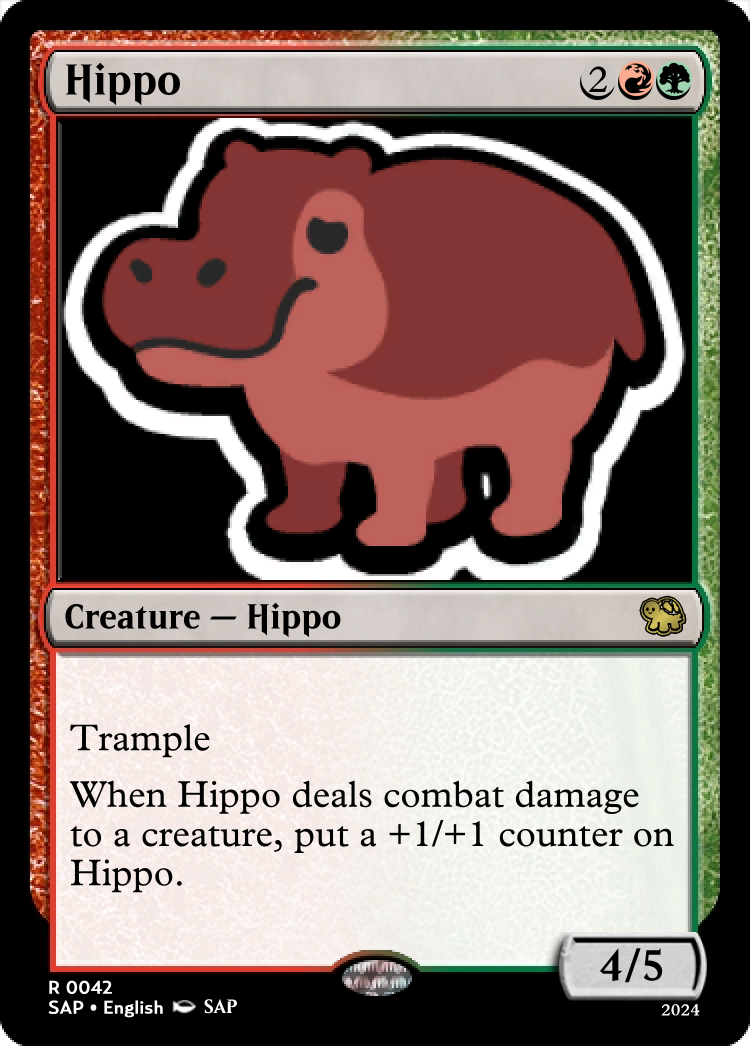 Hippo 2
Creature — Hippo
Trample
When Hippo deals combat damage
to a creature, put a +1/+1 counter on
Hippo.
4/5
R 0042
SAP • English SAP
2024